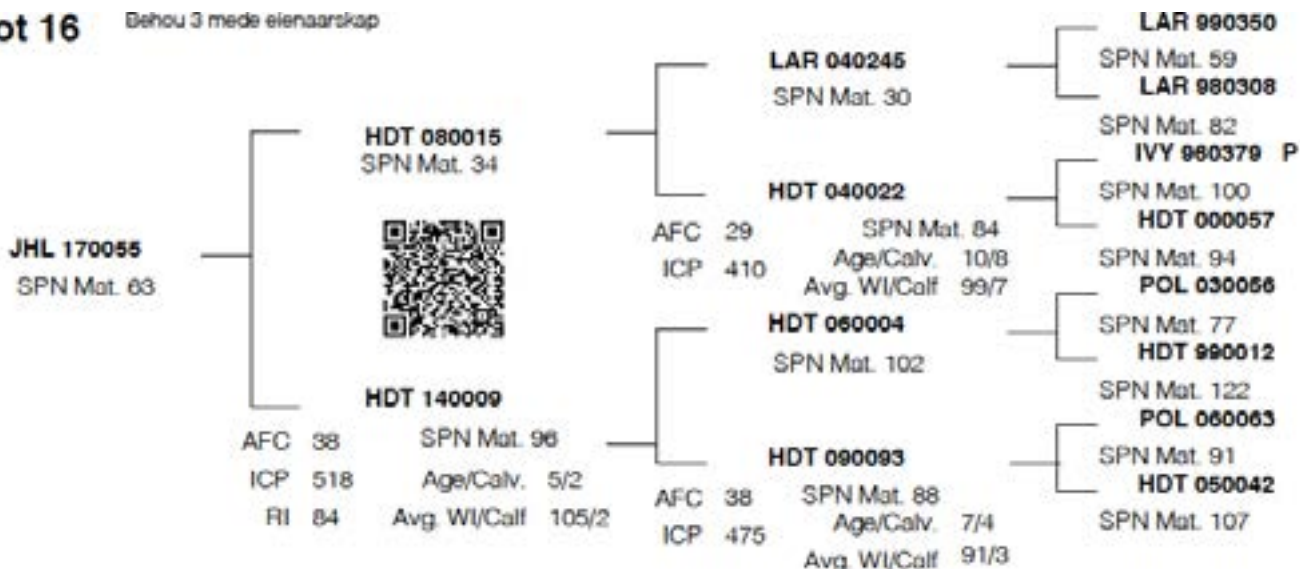 ot 16
Behou 3 mede eienaarskap
JHL 170055
SPN Mat. 63
HDT 080015
SPN Mat. 34
HDT 140009
AFC 38 SPN Mat. 96
ICP 518 Age/Calv. 5/2
RI 84 Avg. WI/Calf 105/2
LAR 040245
SPN Mat. 30
HDT 040022
AFC 29 SPN Mat. 84
ICP 410 Age/Calv. 10/8
Avg. WI/Calf 99/7
HDT 060004
SPN Mat. 102
HDT 090093
AFC 38 SPN Mat. 88
ICP 475 Age/Calv. 7/4
Avg. WI/Calf 91/3
LAR 990350
SPN Mat. 59
LAR 980308
SPN Mat. 82
IVY 960379 P
SPN Mat. 100
HDT 000057
SPN Mat. 94
POL 030056
SPN Mat. 77
HDT 990012
SPN Mat. 122
POL 060063
SPN Mat. 91
HDT 050042
SPN Mat. 107